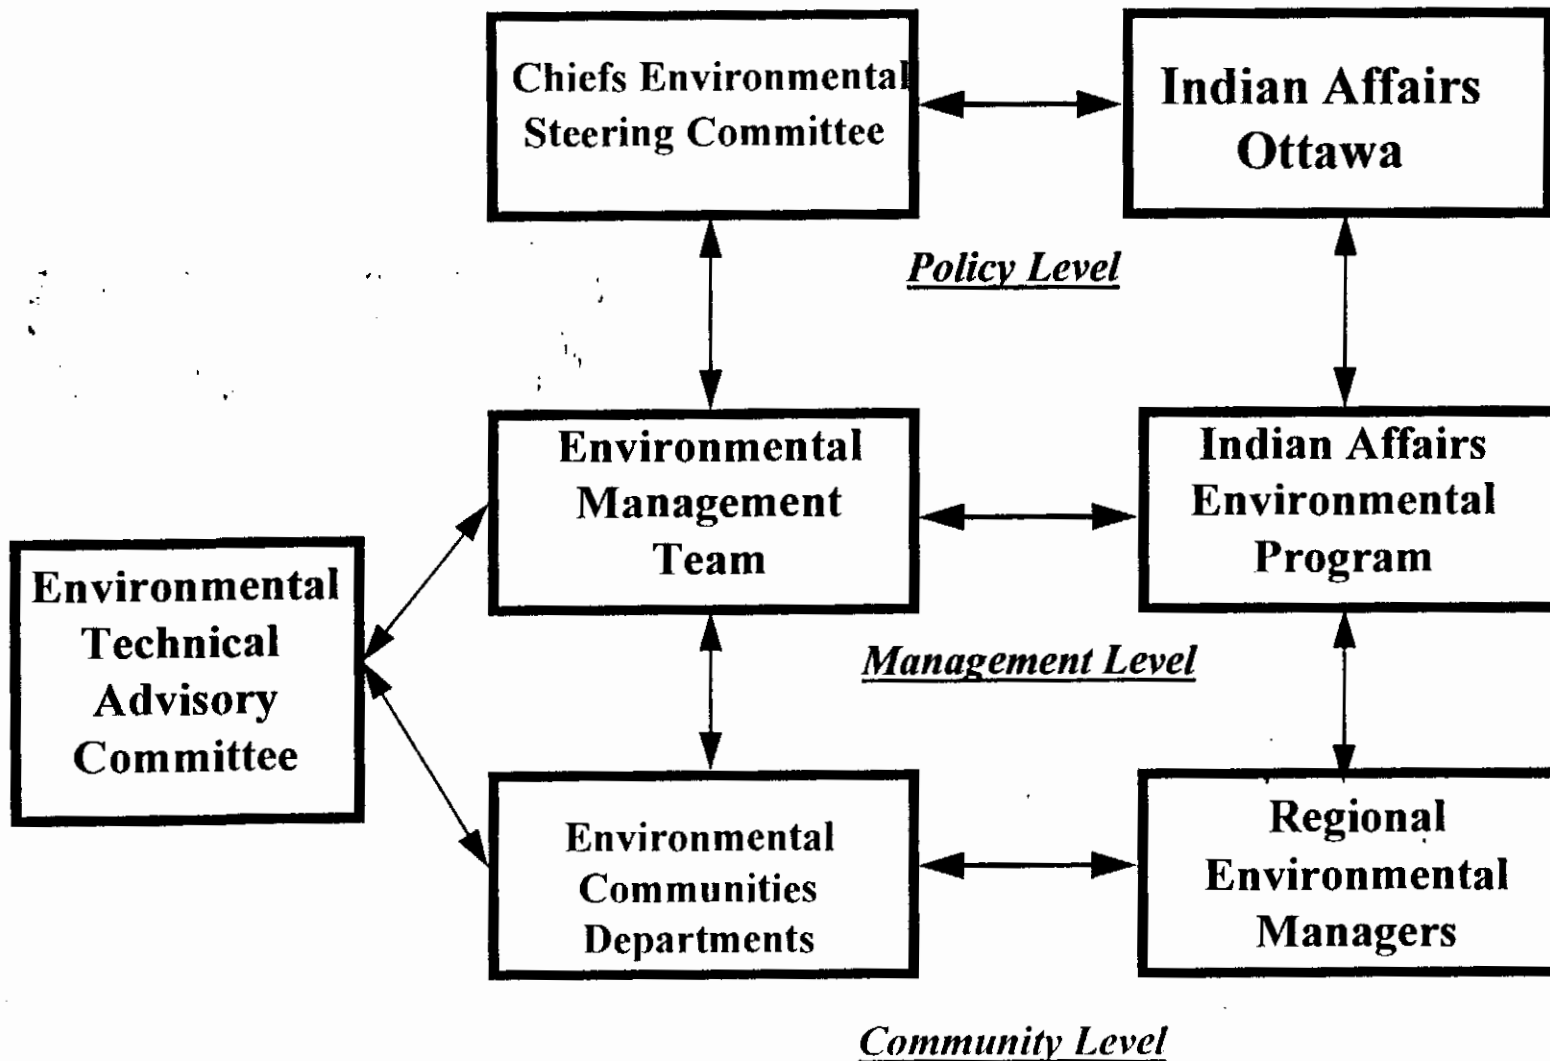 Chiefs Environmental
Steering Committee
Indian Affairs
Ottawa
Policy Level
Environmental
Management
Team
Indian Affairs
Environmental
Program
Environmental
Technical
Advisory
Committee
Management Level
Environmental
Communities
Departments
Regional
Environmental
Managers
Community Level